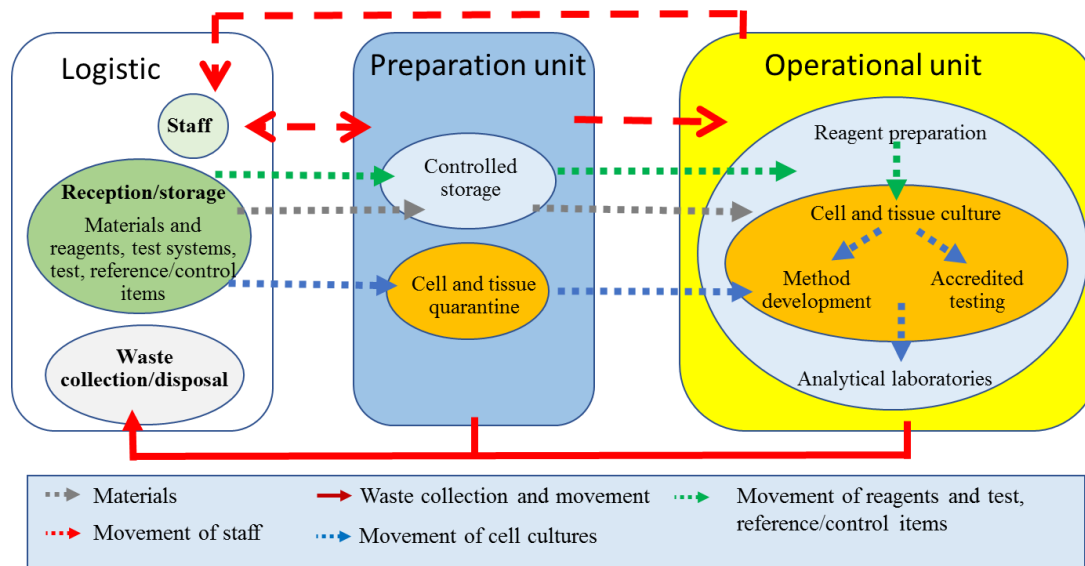 Logistic
Staff
Reception/storage
Materials and
reagents, test systems,
test, reference/control
items
Waste
collection/disposal
Preparation unit
Controlled
storage
Cell and tissue
quarantine
Operational unit
Reagent preparation
Cell and tissue culture
Method
development
Accredited
testing
Analytical laboratories
Materials
Movement of staff
Waste collection and movement
Movement of cell cultures
Movement of reagents and test,
reference/control items